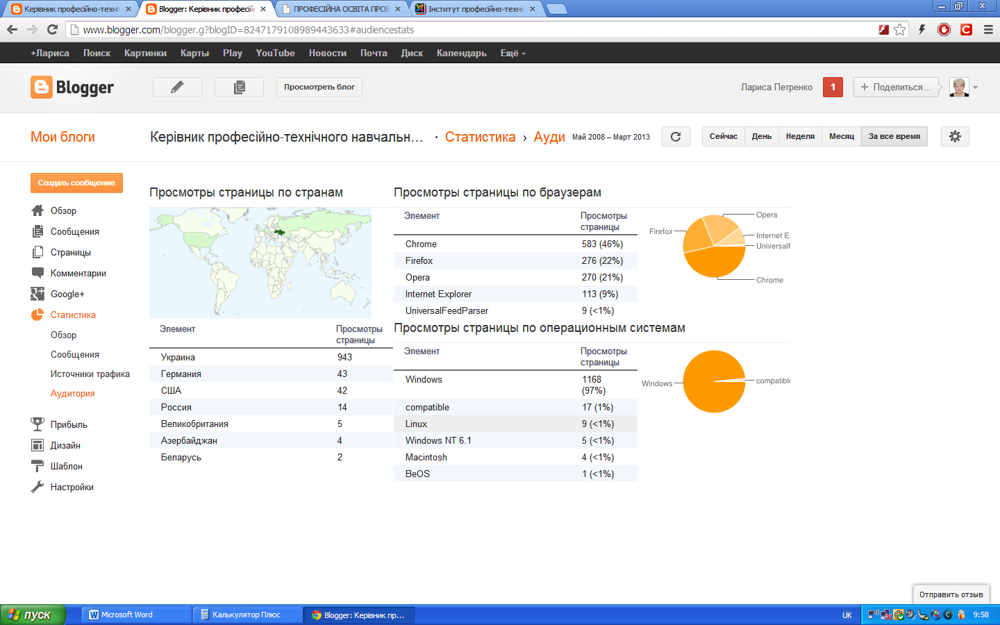 Керівник професійно-техні
Blogger: Керівник професій
ПРОФЕСІЙНА ОСВІТА ПРОБ
Інститут професійно-техні
www.blogger.com/blogger.g?blogID=8247179108989443633#audiencestats
+Лариса Поиск Картинки Карты Play YouTube Новости Почта Диск Календарь Ещё
Blogger
Просмотреть блог
Лариса Петренко
1
+ Поделиться...
Мои блоги
Керівник професійно-технічного навчальн... · Статистика › Ауди
Май 2008 – Март 2013
Сейчас День Неделя Месяц За все время
Создать сообщение
Обзор
Сообщения
Страницы
Комментарии
Google+
Статистика
Обзор
Сообщения
Источники трафика
Аудитория
Прибыль
Дизайн
Шаблон
Настройки
Просмотры страницы по странам
Элемент Просмотры
страницы
Украина 943
Германия 43
США 42
Россия 14
Великобритания 5
Азербайджан 4
Беларусь 2
Просмотры страницы по браузерам
Элемент Просмотры
страницы
Chrome 583 (46%)
Firefox 276 (22%)
Opera 270 (21%)
Internet Explorer 113 (9%)
UniversalFeedParser 9 (<1%)
Opera
Firefox
Internet E:
UniversalF
Chrome
Просмотры страницы по операционным системам
Элемент Просмотры
страницы
Windows 1168
(97%)
compatible 17 (1%)
Linux 9 (<1%)
Windows NT 6.1 5 (<1%)
Macintosh 4 (<1%)
BeOS 1 (<1%)
Windows
compatible
Отправить отзыв
пуск
Microsoft Word
Калькулятор Плюс
Blogger: Керівник пр...
UK
9:58